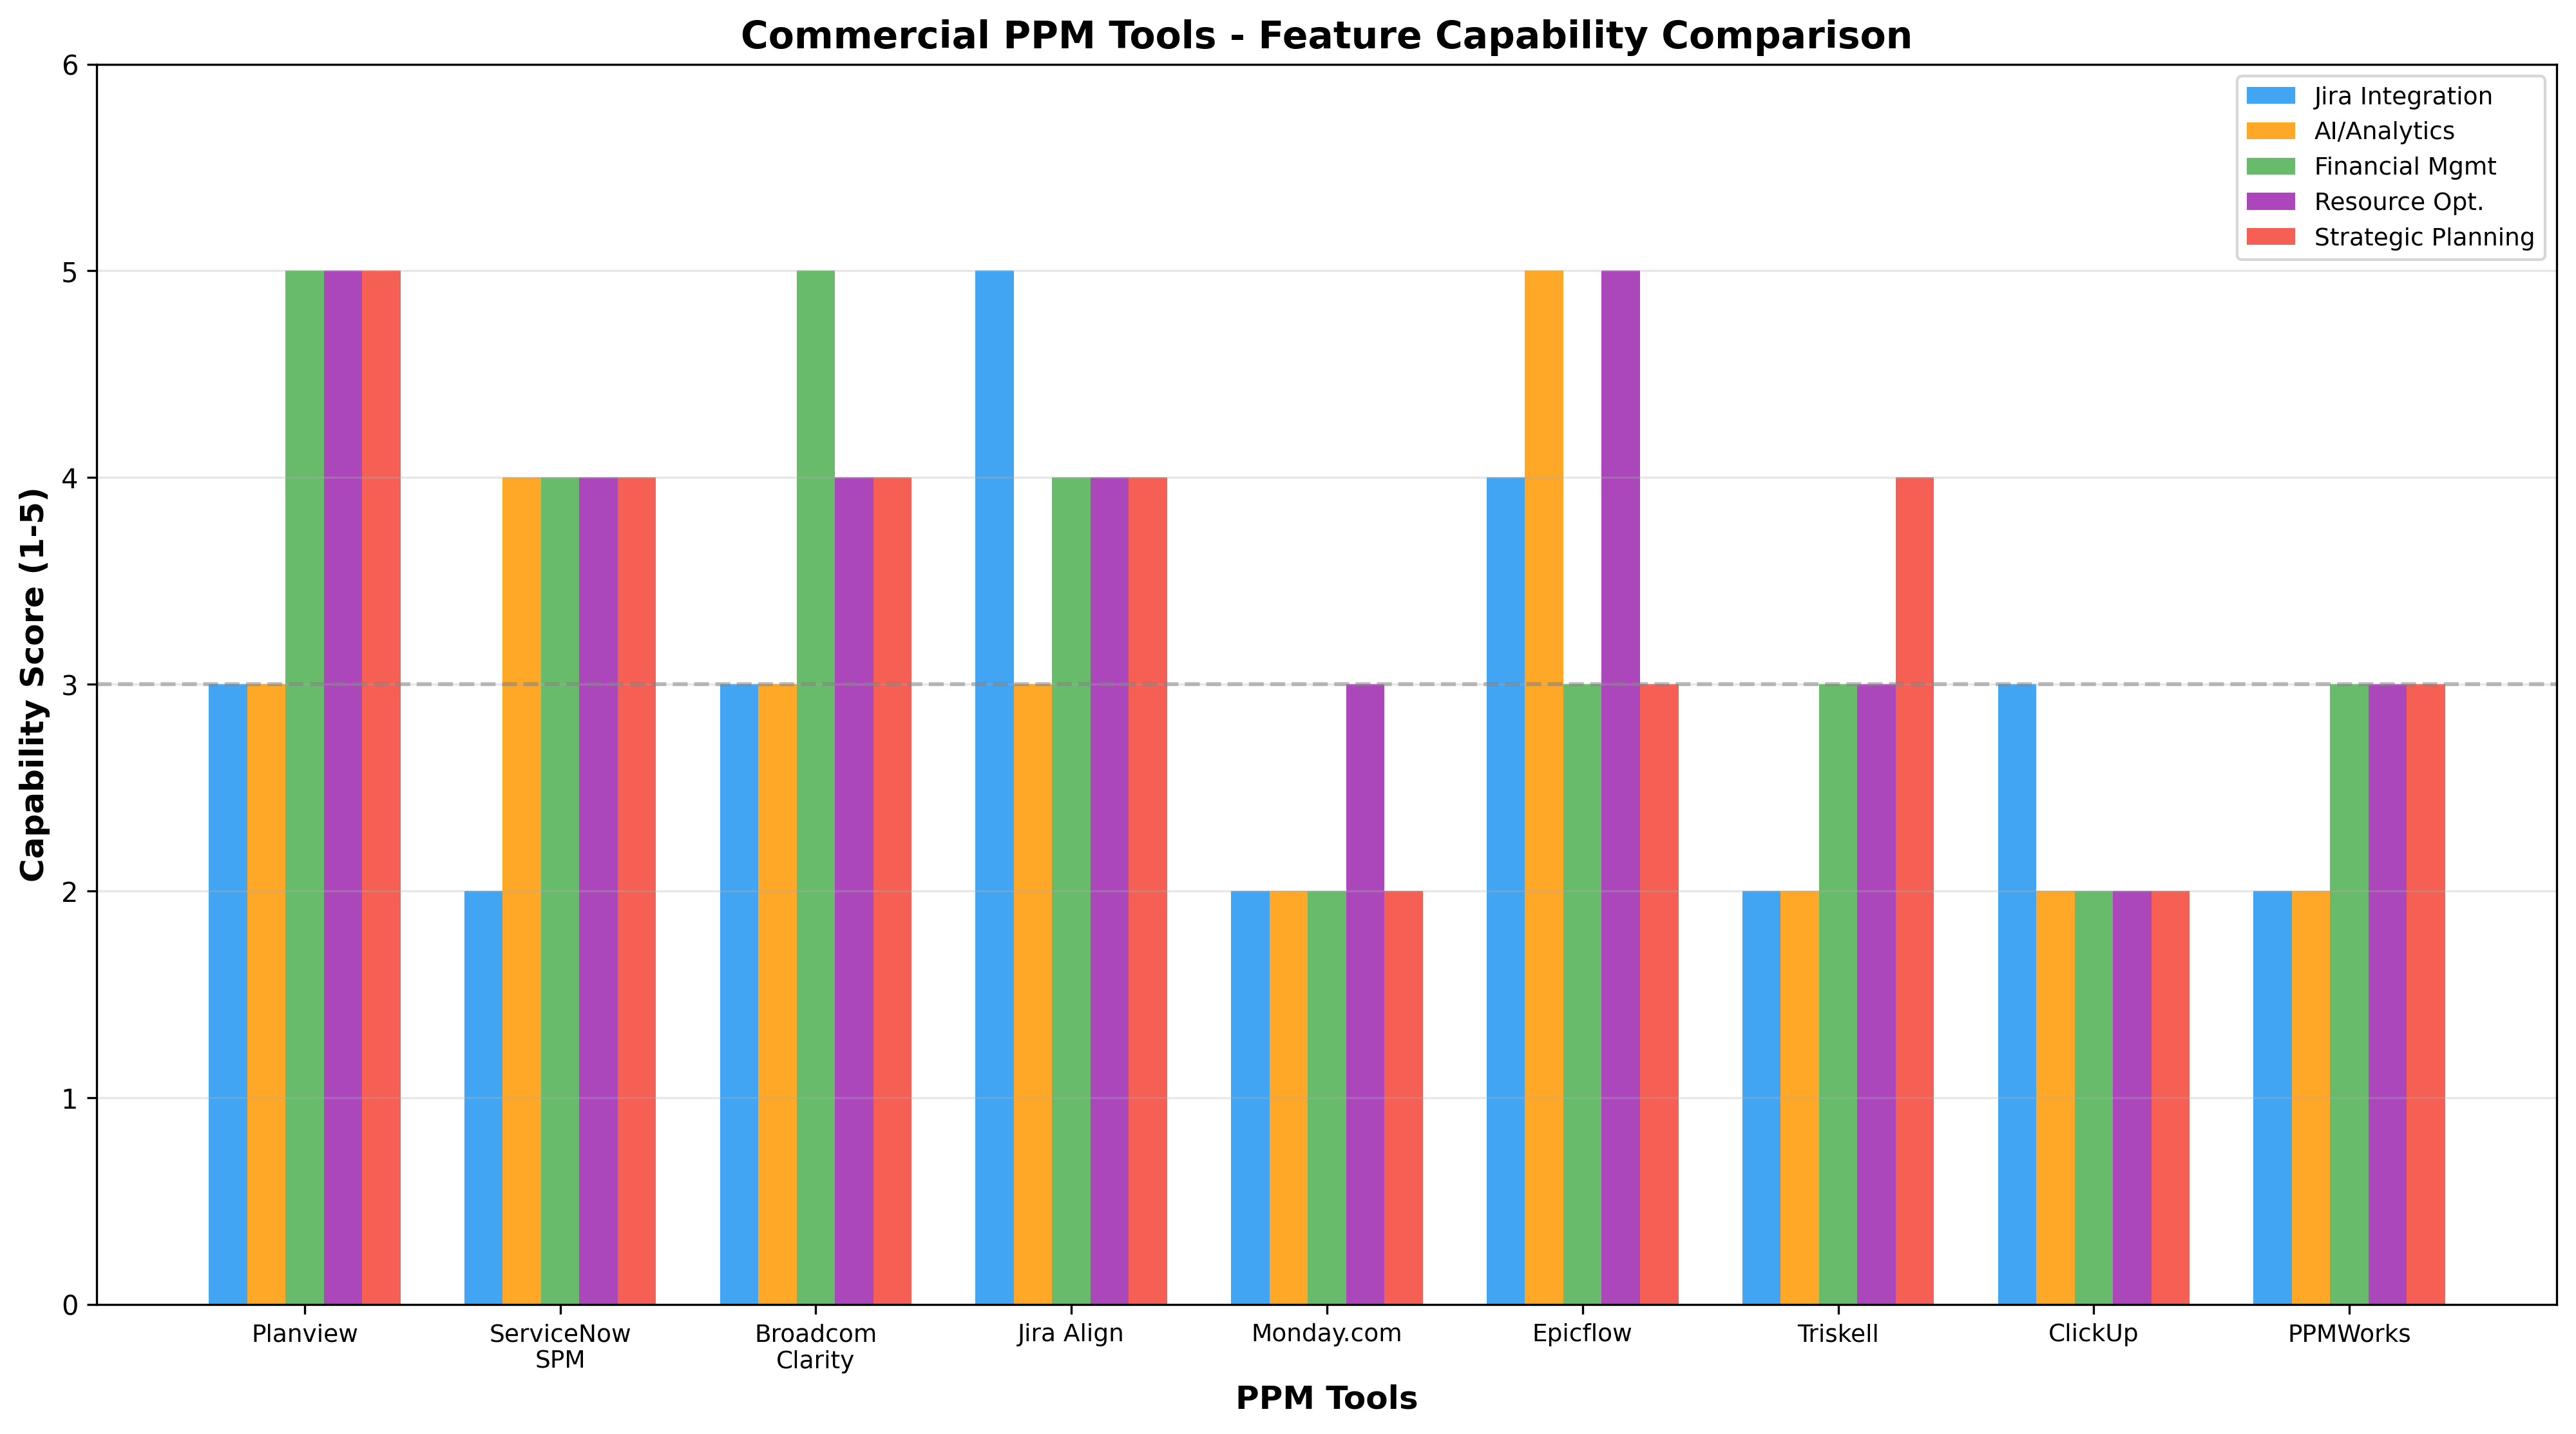 Commercial PPM Tools - Feature Capability Comparison
6
5
4
3
2
1
0
Capability Score (1-5)
Jira Integration
AI/Analytics
Financial Mgmt
Resource Opt.
Strategic Planning
Planview
ServiceNow
SPM
Broadcom
Clarity
Jira Align
Monday.com
Epicflow
Triskell
ClickUp
PPMWorks
PPM Tools